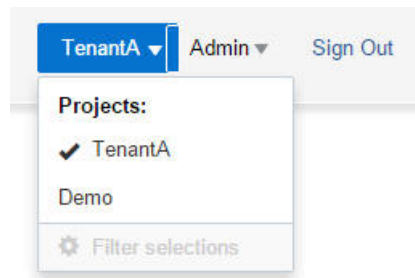 TenantA Admin Sign Out
Projects:
TenantA
Demo
Filter selections